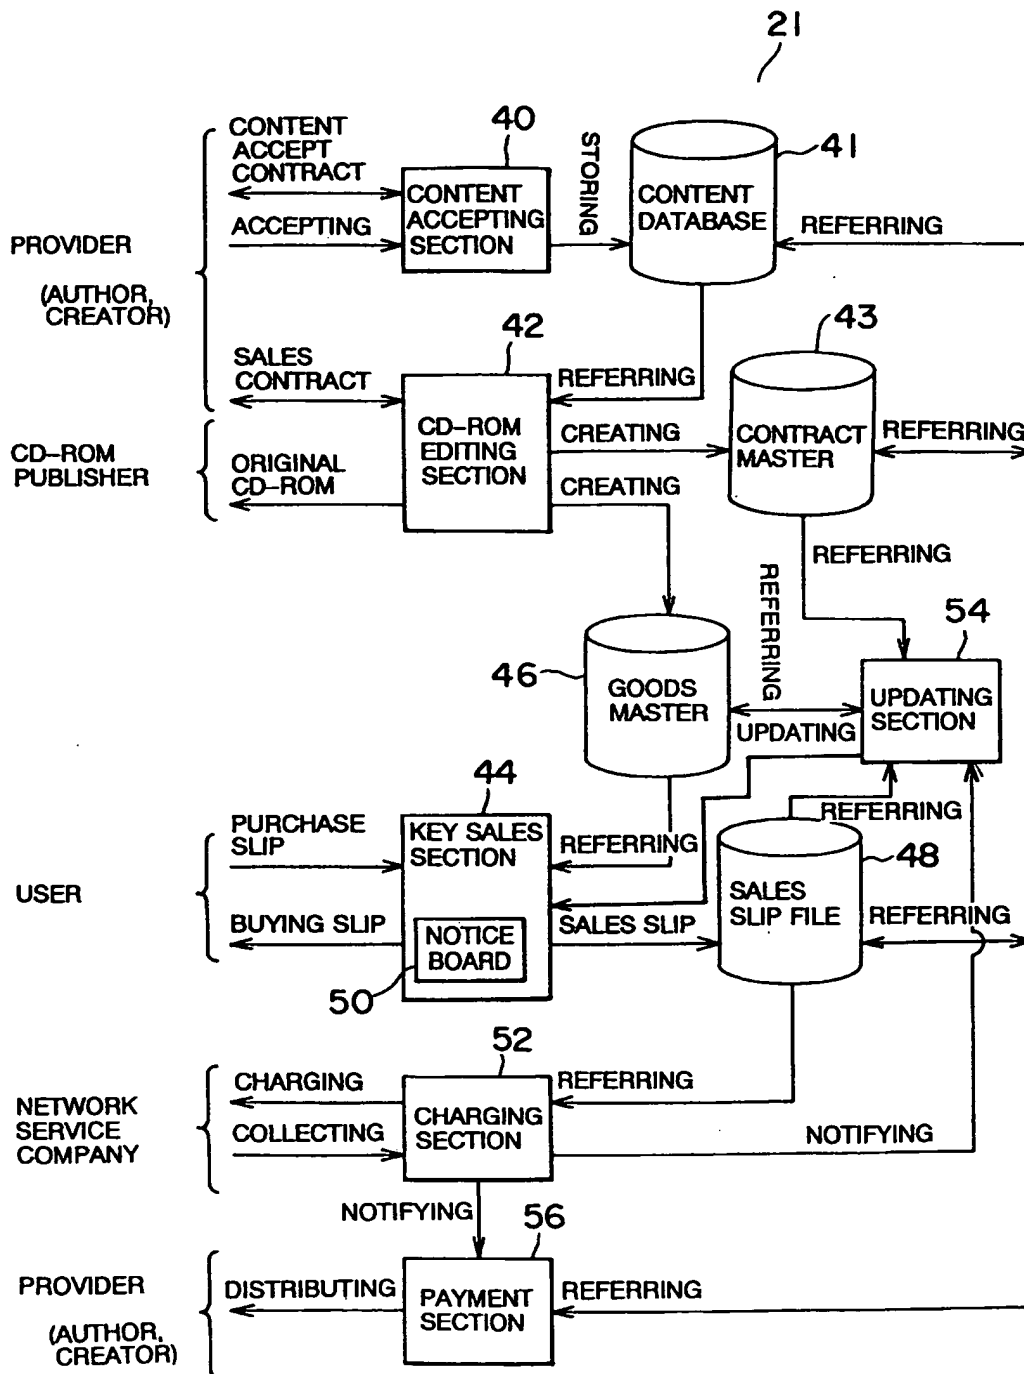 21
CONTENT
ACCEPT
CONTRACT
40
STORING
41
CONTENT
ACCEPTING
SECTION
CONTENT
DATABASE
ACCEPTING
REFERRING
PROVIDER
(AUTHOR,
CREATOR)
42
43
SALES
CONTRACT
REFERRING
CD-ROM
EDITING
SECTION
CREATING
CONTRACT
MASTER
REFERRING
CD-ROM
PUBLISHER
ORIGINAL
CD-ROM
CREATING
REFERRING
REFERRING
54
46
GOODS
MASTER
UPDATING
SECTION
UPDATING
44
PURCHASE
SLIP
KEY SALES
SECTION
REFERRING
REFERRING
48
USER
SALES
SLIP FILE
BUYING SLIP
NOTICE
BOARD
SALES SLIP
REFERRING
50
52
CHARGING
REFERRING
NETWORK
SERVICE
COMPANY
CHARGING
SECTION
COLLECTING
NOTIFYING
NOTIFYING
56
PROVIDER
(AUTHOR,
CREATOR)
DISTRIBUTING
PAYMENT
SECTION
REFERRING